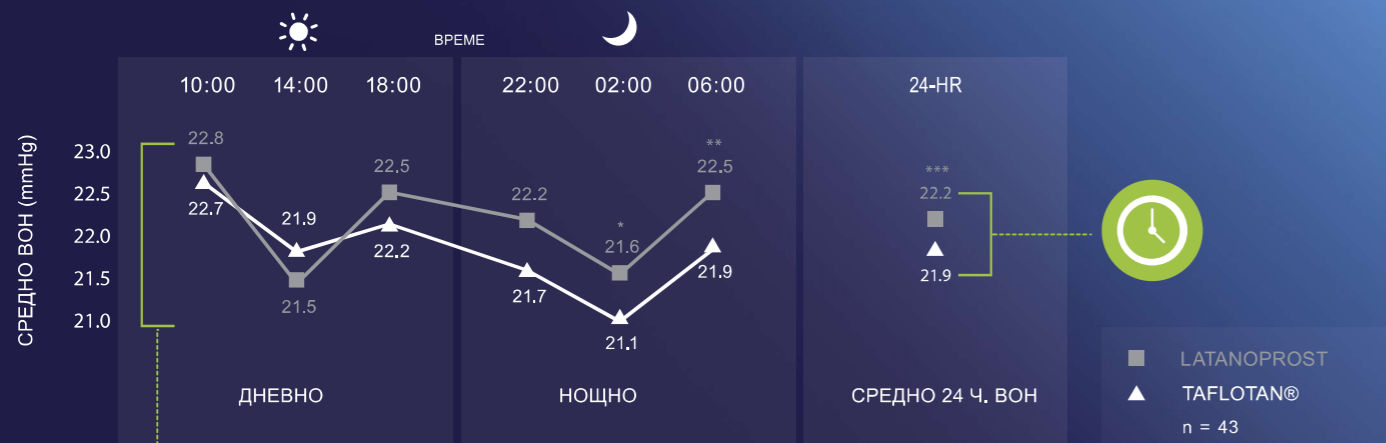 ВРЕМЕ
10:00 14:00 18:00 22:00 02:00 06:00 24-HR
СРЕДНО ВОН (mmHg)
23.0
22.5
22.0
21.5
21.0
22.8 21.5 22.5 22.2 * 21.6 ** 22.5 *** 22.2
22.7 21.9 22.2 21.7 21.1 21.9 21.9
ДНЕВНО НОЩНО СРЕДНО 24 Ч. ВОН
LATANOPROST
TAFLOTAN®
n = 43